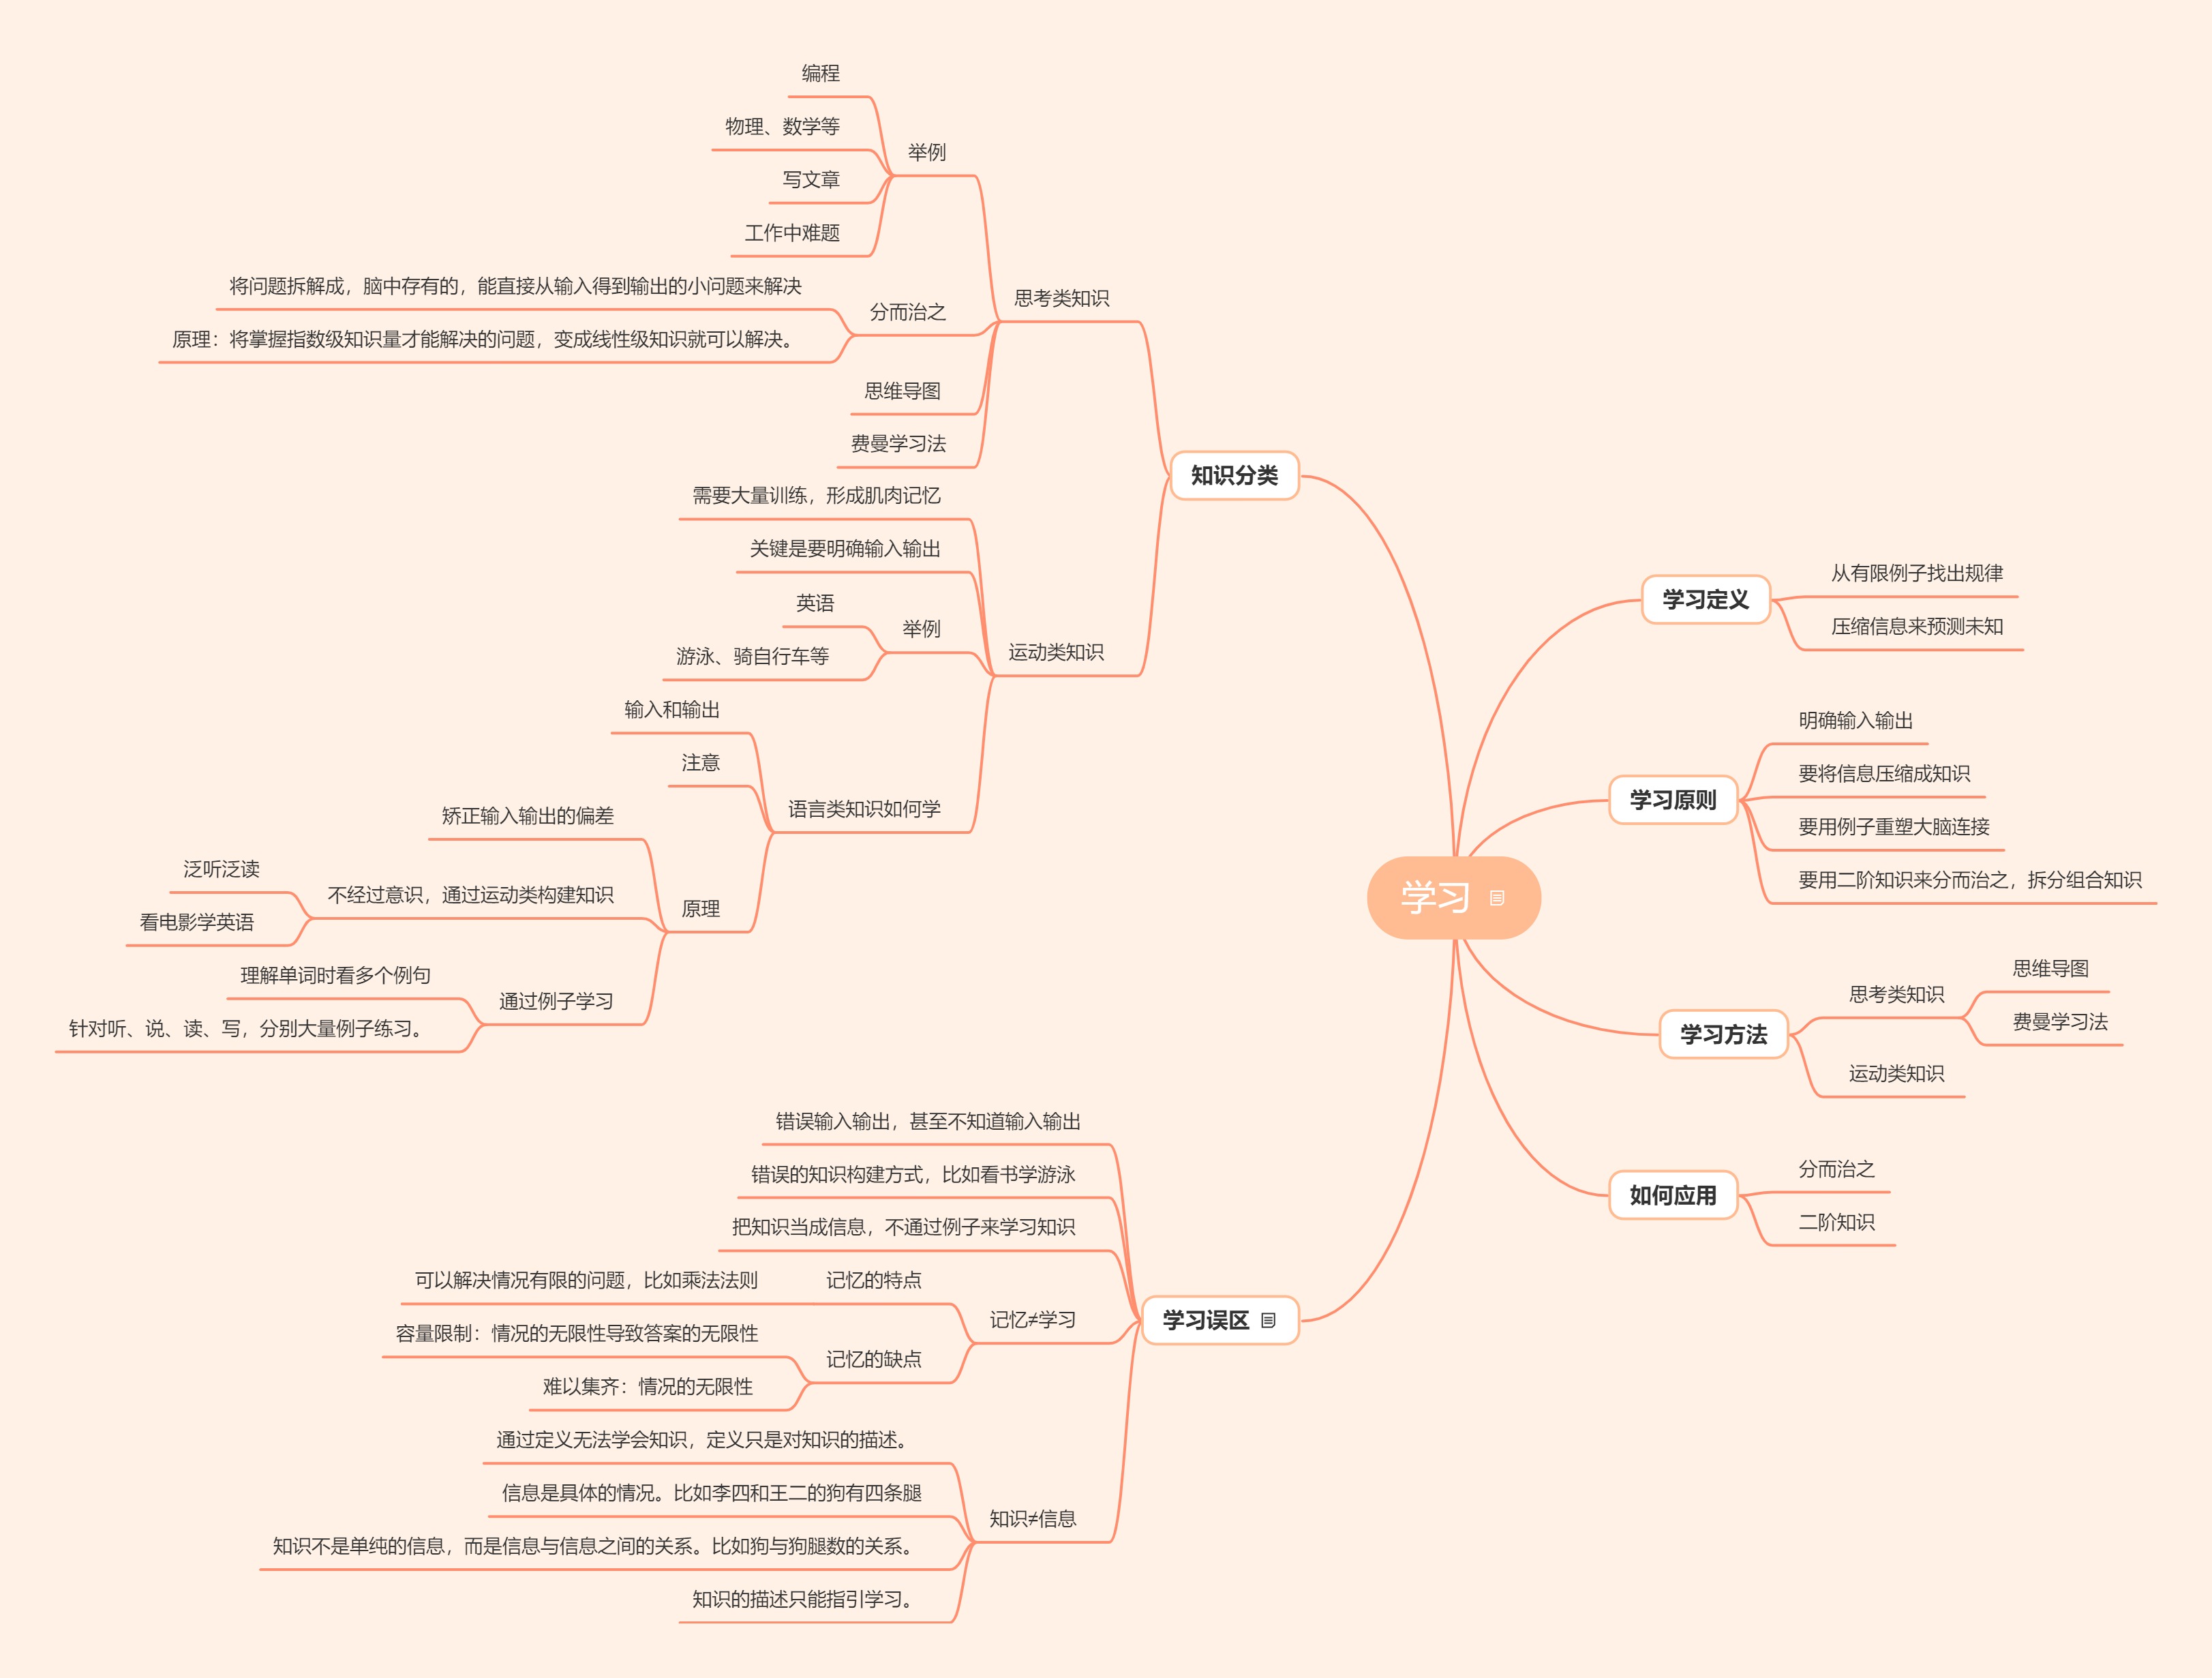 学习
学习定义
从有限例子找出规律
压缩信息来预测未知
学习原则
明确输入输出
要将信息压缩成知识
要用例子重塑大脑连接
要用二阶知识来分而治之，拆分组合知识
学习方法
思考类知识
思维导图
费曼学习法
运动类知识
如何应用
分而治之
二阶知识
知识分类
思考类知识
举例
编程
物理、数学等
写文章
工作中难题
分而治之
将问题拆解成，脑中存有的，能直接从输入得到输出的小问题来解决
原理：将掌握指数级知识量才能解决的问题，变成线性级知识就可以解决。
思维导图
费曼学习法
运动类知识
需要大量训练，形成肌肉记忆
关键是要明确输入输出
举例
英语
游泳、骑自行车等
语言类知识如何学
输入和输出
注意
原理
矫正输入输出的偏差
不经过意识，通过运动类构建知识
泛听泛读
看电影学英语
通过例子学习
理解单词时看多个例句
针对听、说、读、写，分别大量例子练习。
学习误区
错误输入输出，甚至不知道输入输出
错误的知识构建方式，比如看书学游泳
把知识当成信息，不通过例子来学习知识
记忆≠学习
记忆的特点
可以解决情况有限的问题，比如乘法法则
记忆的缺点
容量限制：情况的无限性导致答案的无限性
难以集齐：情况的无限性
知识≠信息
通过定义无法学会知识，定义只是对知识的描述。
信息是具体的情况。比如李四和王二的狗有四条腿
知识不是单纯的信息，而是信息与信息之间的关系。比如狗与狗腿数的关系。
知识的描述只能指引学习。